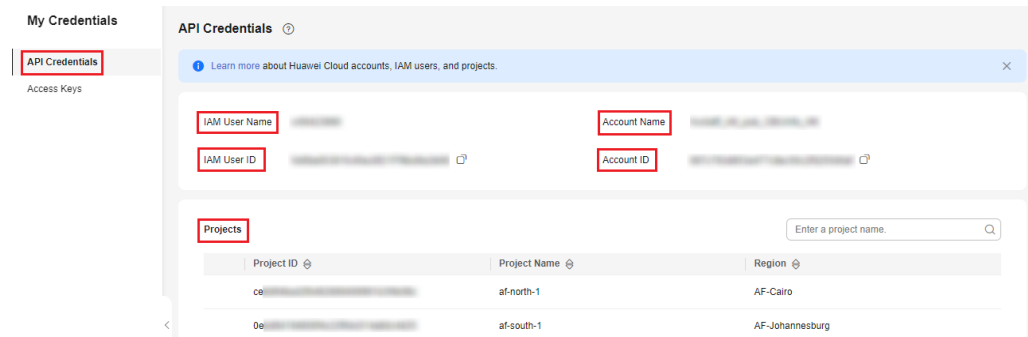 My Credentials
API Credentials
Access Keys
API Credentials ?
Learn more about Huawei Cloud accounts, IAM users, and projects.
IAM User Name
Account Name
IAM User ID
Account ID
Projects
Enter a project name.
Project ID Project Name Region
ce af-north-1 AF-Cairo
0e af-south-1 AF-Johannesburg